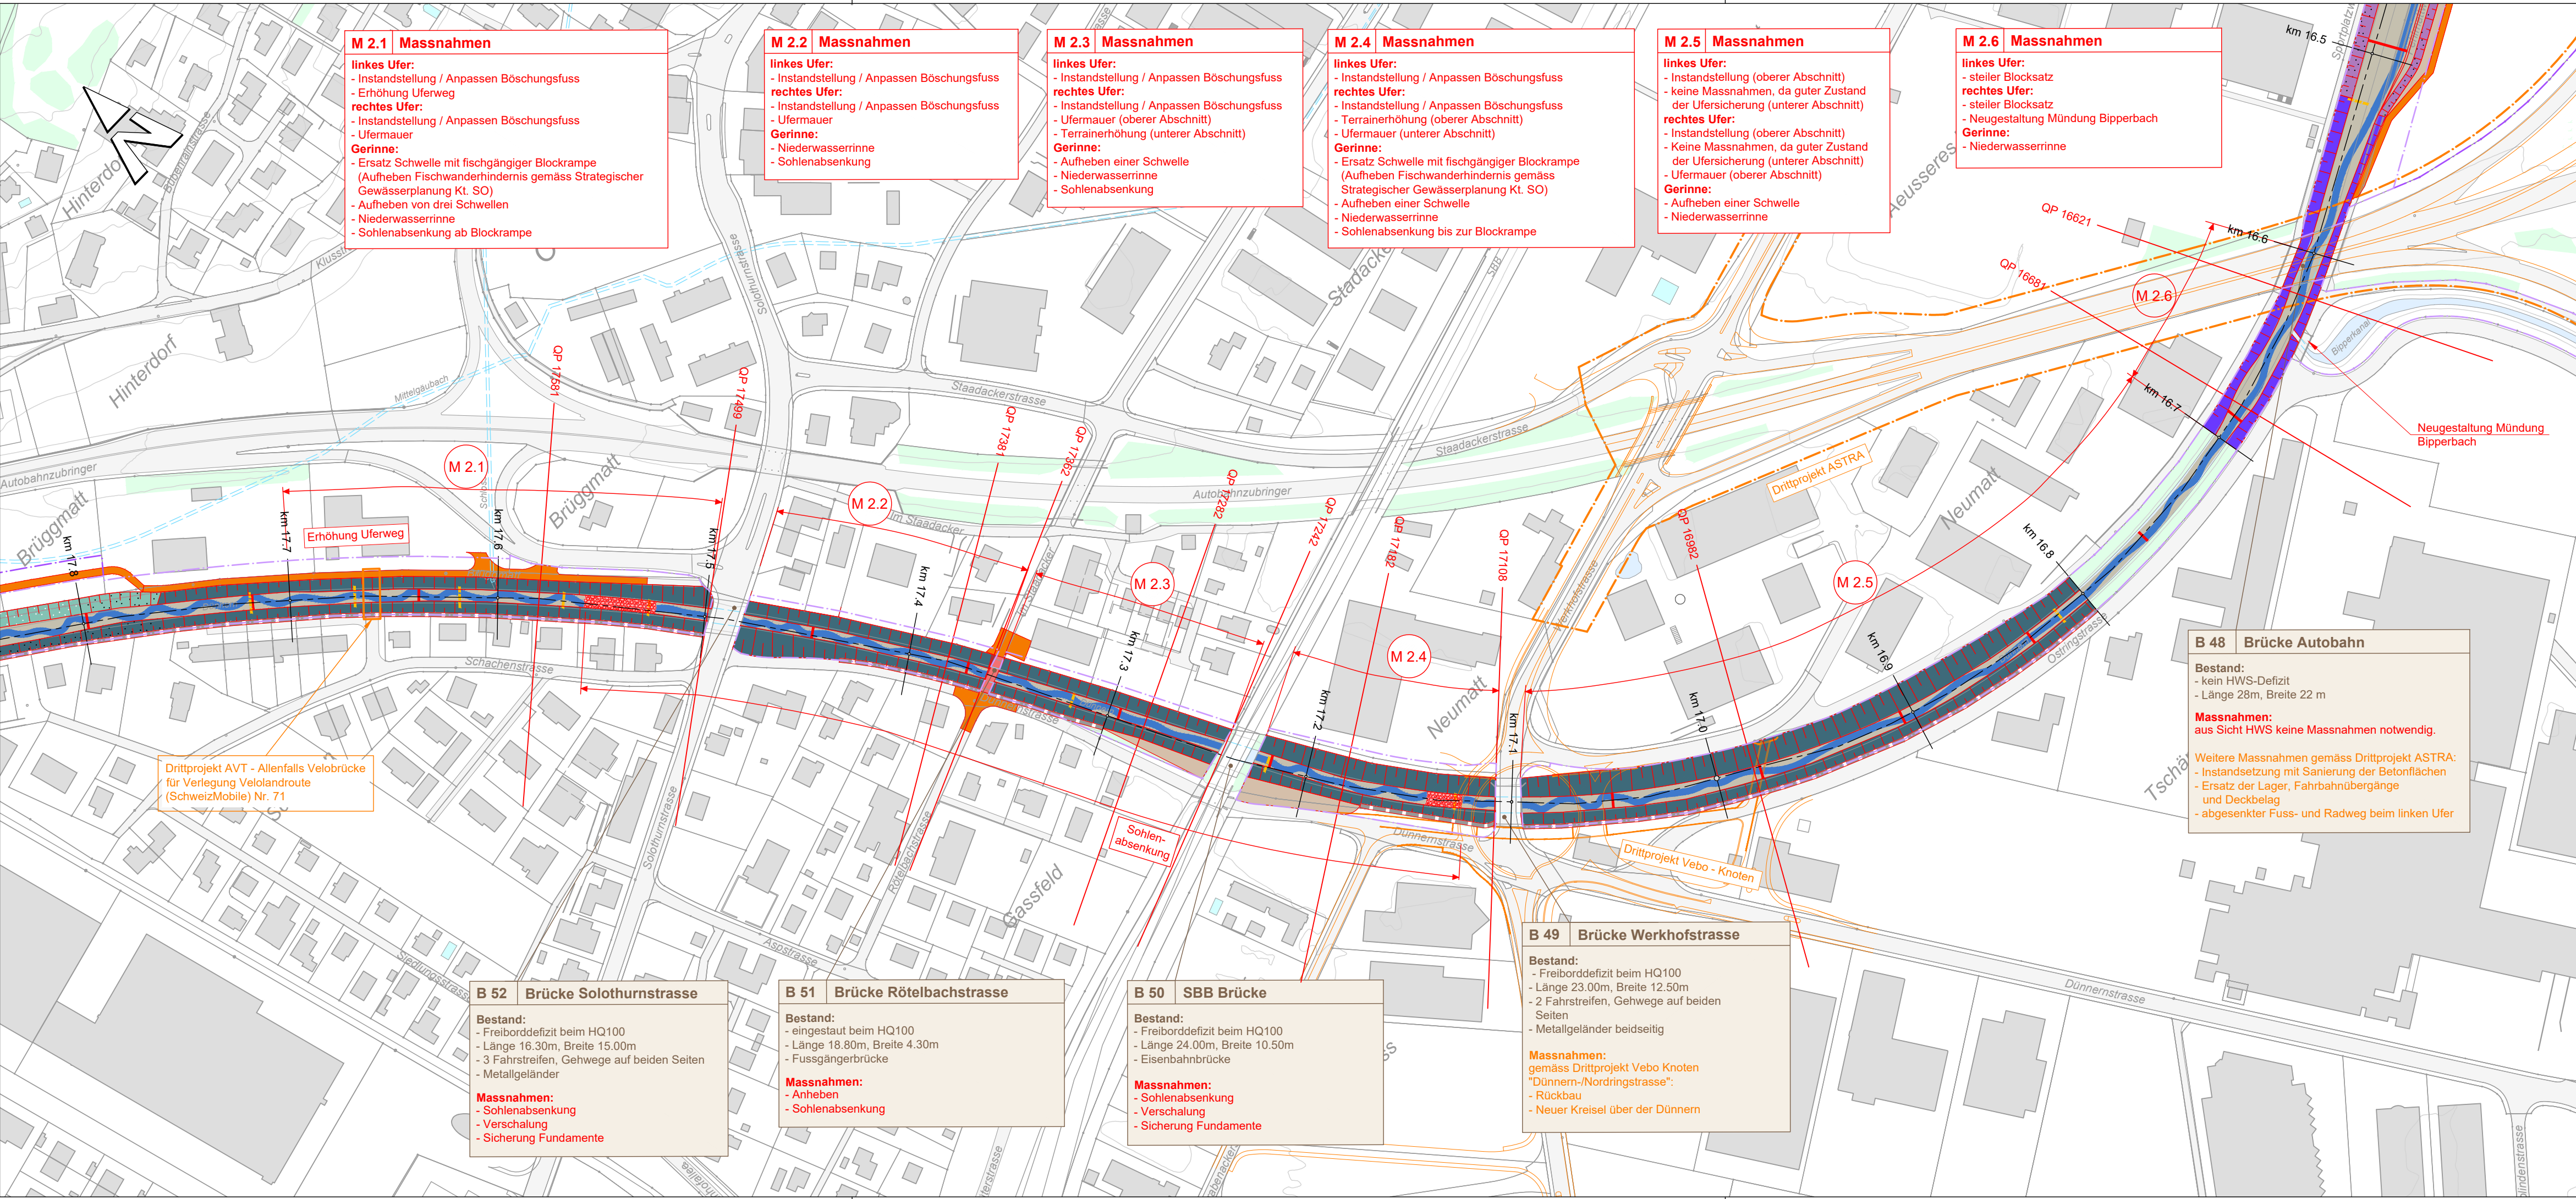 M 2.1 Massnahmen
linkes Ufer:
- Instandstellung / Anpassen Böschungsfuss
- Erhöhung Uferweg
rechtes Ufer:
- Instandstellung / Anpassen Böschungsfuss
- Ufermauer
Gerinne:
- Ersatz Schwelle mit fischgängiger Blockrampe
(Aufheben Fischwanderhindernis gemäss Strategischer
Gewässerplanung Kt. SO)
- Aufheben von drei Schwellen
- Niederwasserrinne
- Sohlenabsenkung ab Blockrampe
M 2.2 Massnahmen
linkes Ufer:
- Instandstellung / Anpassen Böschungsfuss
rechtes Ufer:
- Instandstellung / Anpassen Böschungsfuss
- Ufermauer
Gerinne:
- Niederwasserrinne
- Sohlenabsenkung
M 2.3 Massnahmen
linkes Ufer:
- Instandstellung / Anpassen Böschungsfuss
rechtes Ufer:
- Instandstellung / Anpassen Böschungsfuss
- Ufermauer (oberer Abschnitt)
- Terrainerhöhung (unterer Abschnitt)
Gerinne:
- Aufheben einer Schwelle
- Niederwasserrinne
- Sohlenabsenkung
M 2.4 Massnahmen
linkes Ufer:
- Instandstellung / Anpassen Böschungsfuss
rechtes Ufer:
- Instandstellung / Anpassen Böschungsfuss
- Terrainerhöhung (oberer Abschnitt)
- Ufermauer (unterer Abschnitt)
Gerinne:
- Ersatz Schwelle mit fischgängiger Blockrampe
(Aufheben Fischwanderhindernis gemäss
Strategischer Gewässerplanung Kt. SO)
- Aufheben einer Schwelle
- Niederwasserrinne
- Sohlenabsenkung bis zur Blockrampe
M 2.5 Massnahmen
linkes Ufer:
- Instandstellung (oberer Abschnitt)
- keine Massnahmen, da guter Zustand
der Ufersicherung (unterer Abschnitt)
rechtes Ufer:
- Instandstellung (oberer Abschnitt)
- Keine Massnahmen, da guter Zustand
der Ufersicherung (unterer Abschnitt)
- Ufermauer (oberer Abschnitt)
Gerinne:
- Aufheben einer Schwelle
- Niederwasserrinne
M 2.6 Massnahmen
linkes Ufer:
- steiler Blocksatz
rechtes Ufer:
- steiler Blocksatz
- Neugestaltung Mündung Bipperbach
Gerinne:
- Niederwasserrinne
km 16.5
km 16.6
QP 16621
QP 16681
M 2.6
km 16.7
Bipperkanal
Neugestaltung Mündung
Bipperbach
Hinterdorf
Hinterdorf
Solothurnstrasse
SBB
Aeusseres
Mittelgäubach
Staadackerstrasse
Staadackerstrasse
Autobahnzubringer
Autobahnzubringer
Brüggmatt
Brüggmatt
M 2.1
M 2.2
M 2.3
M 2.4
M 2.5
QP 17581
QP 17499
QP 17381
QP 17362
QP 17282
QP 17242
QP 17182
QP 17108
QP 16982
Erhöhung Uferweg
km 17.8
km 17.7
km 17.6
km 17.5
km 17.4
km 17.3
km 17.2
km 17.1
km 17.0
km 16.9
km 16.8
Im Staadacker
Drittprojekt ASTRA
Neumatt
Neumatt
Werkhofstrasse
Ostringstrasse
Schachenstrasse
Solothurnstrasse
Rötelbachstrasse
Gassfeld
Aspstrasse
Siedlungsstrasse
Sohlen-
absenkung
Dünnernstrasse
Dünnernstrasse
Drittprojekt Vebo - Knoten
Drittprojekt AVT - Allenfalls Velobrücke
für Verlegung Velolandroute
(SchweizMobile) Nr. 71
B 48 Brücke Autobahn
Bestand:
- kein HWS-Defizit
- Länge 28m, Breite 22 m
Massnahmen:
aus Sicht HWS keine Massnahmen notwendig.
Weitere Massnahmen gemäss Drittprojekt ASTRA:
- Instandsetzung mit Sanierung der Betonflächen
- Ersatz der Lager, Fahrbahnübergänge
und Deckbelag
- abgesenkter Fuss- und Radweg beim linken Ufer
B 52 Brücke Solothurnstrasse
Bestand:
- Freiborddefizit beim HQ100
- Länge 16.30m, Breite 15.00m
- 3 Fahrstreifen, Gehwege auf beiden Seiten
- Metallgeländer
Massnahmen:
- Sohlenabsenkung
- Verschalung
- Sicherung Fundamente
B 51 Brücke Rötelbachstrasse
Bestand:
- eingestaut beim HQ100
- Länge 18.80m, Breite 4.30m
- Fussgängerbrücke
Massnahmen:
- Anheben
- Sohlenabsenkung
B 50 SBB Brücke
Bestand:
- Freiborddefizit beim HQ100
- Länge 24.00m, Breite 10.50m
- Eisenbahnbrücke
Massnahmen:
- Sohlenabsenkung
- Verschalung
- Sicherung Fundamente
B 49 Brücke Werkhofstrasse
Bestand:
- Freiborddefizit beim HQ100
- Länge 23.00m, Breite 12.50m
- 2 Fahrstreifen, Gehwege auf beiden
Seiten
- Metallgeländer beidseitig
Massnahmen:
gemäss Drittprojekt Vebo Knoten
"Dünnern-/Nordringstrasse":
- Rückbau
- Neuer Kreisel über der Dünnern